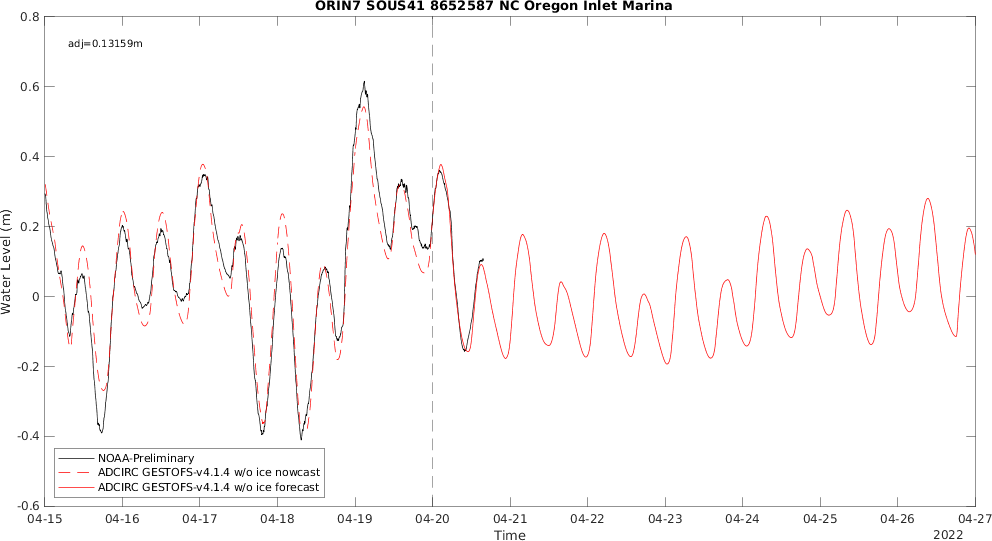 ORIN7 SOUS41 8652587 NC Oregon Inlet Marina
adj=0.13159m
0.8
0.6
0.4
0.2
0
-0.2
-0.4
-0.6
Water Level (m)
NOAA-Preliminary
ADCIRC GESTOFS-v4.1.4 w/o ice nowcast
ADCIRC GESTOFS-v4.1.4 w/o ice forecast
04-15 04-16 04-17 04-18 04-19 04-20 04-21 04-22 04-23 04-24 04-25 04-26 04-27
Time
2022